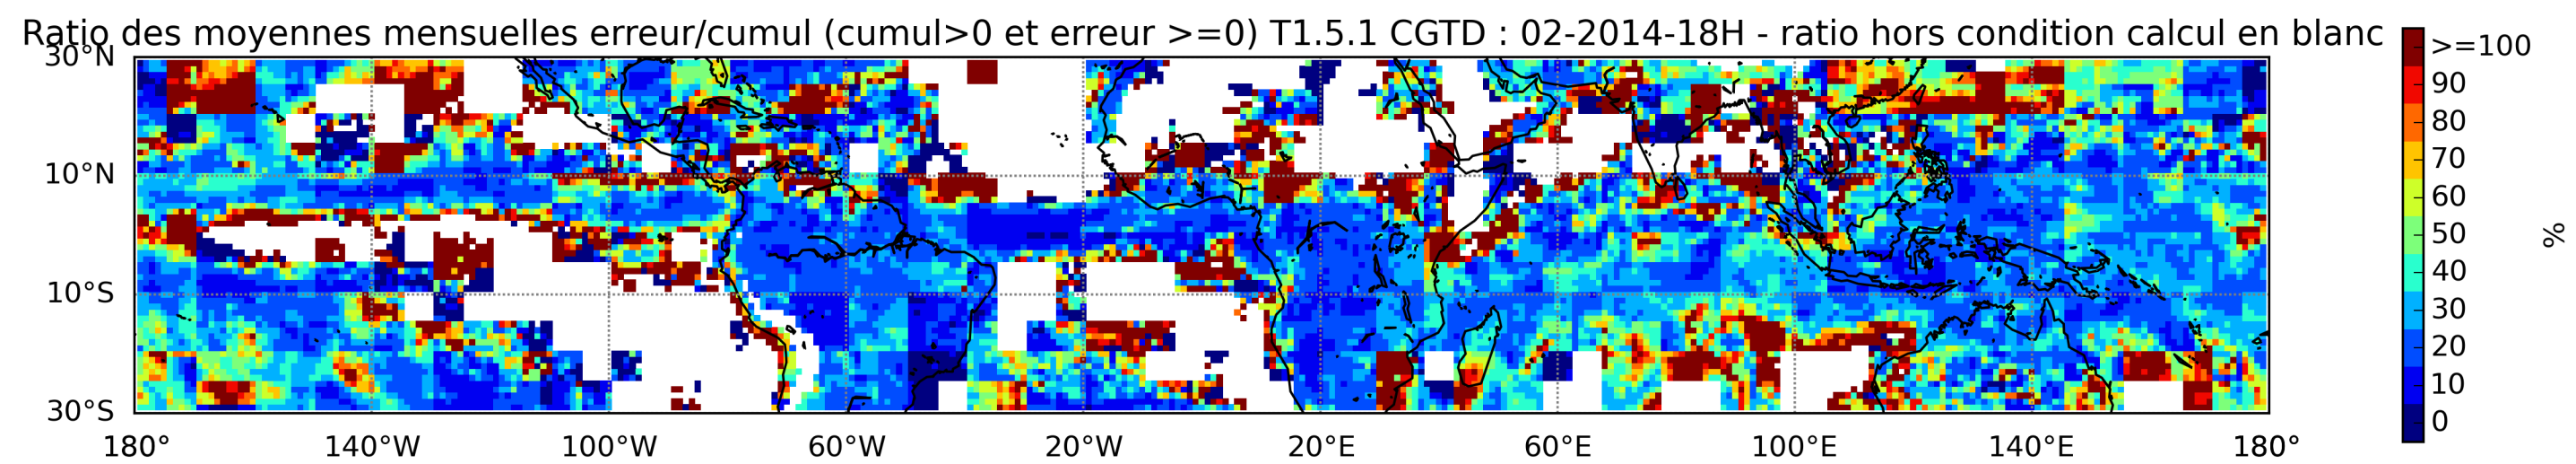 Ratio des moyennes mensuelles erreur/cumul (cumul>0 et erreur >=0) T1.5.1 CGTD : 02-2014-18H - ratio hors condition calcul en blanc
30°N
10°N
10°S
30°S
180°
140°W
100°W
60°W
20°W
20°E
60°E
100°E
140°E
180°
>=100
90
80
70
60
50
40
30
20
10
0
%